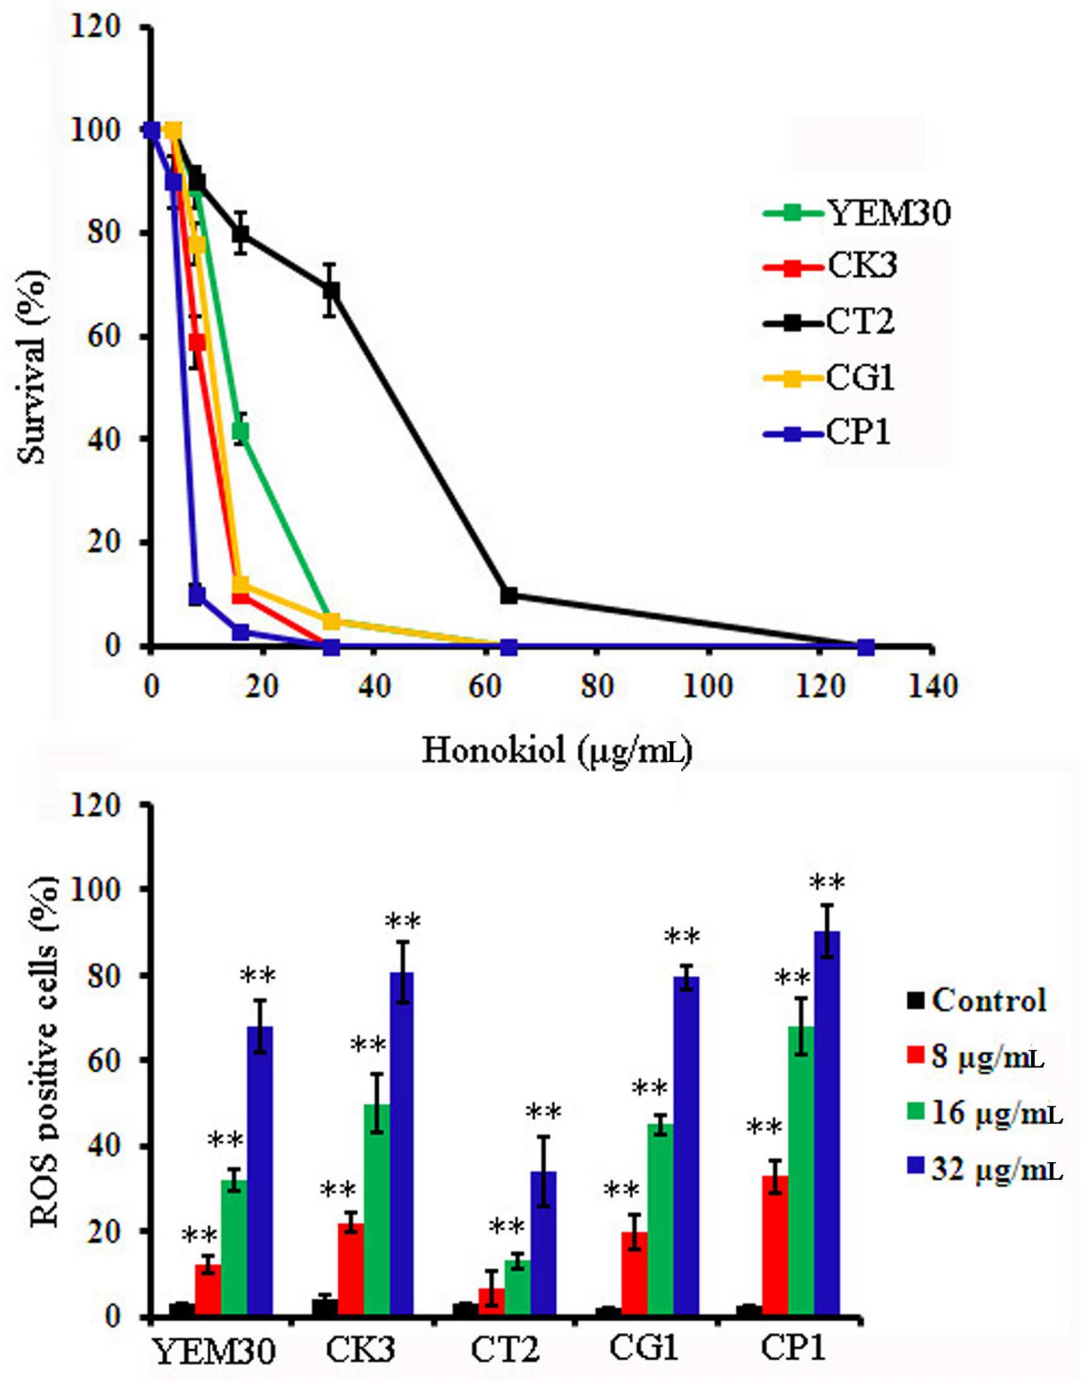 120
100
80
60
40
20
0
Survival (%)
YEM30
CK3
CT2
CG1
CP1
0 20 40 60 80 100 120 140
Honokiol (μg/mL)
120
100
80
60
40
20
0
ROS positive cells (%)
** ** **
** ** **
** **
** ** **
** ** **
Control
8 μg/mL
16 μg/mL
32 μg/mL
YEM30 CK3 CT2 CG1 CP1